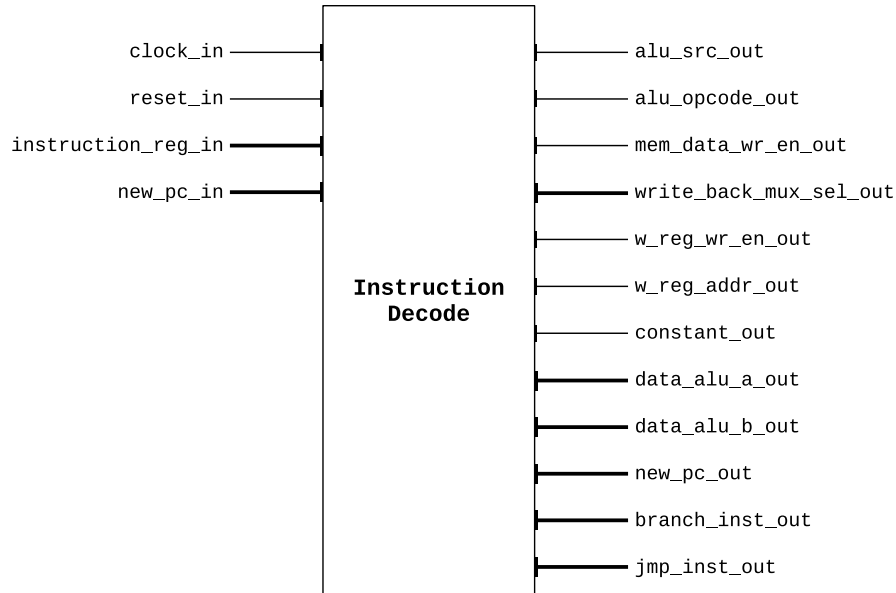 clock_in
reset_in
instruction_reg_in
new_pc_in
Instruction
Decode
alu_src_out
alu_opcode_out
mem_data_wr_en_out
write_back_mux_sel_out
w_reg_wr_en_out
w_reg_addr_out
constant_out
data_alu_a_out
data_alu_b_out
new_pc_out
branch_inst_out
jmp_inst_out